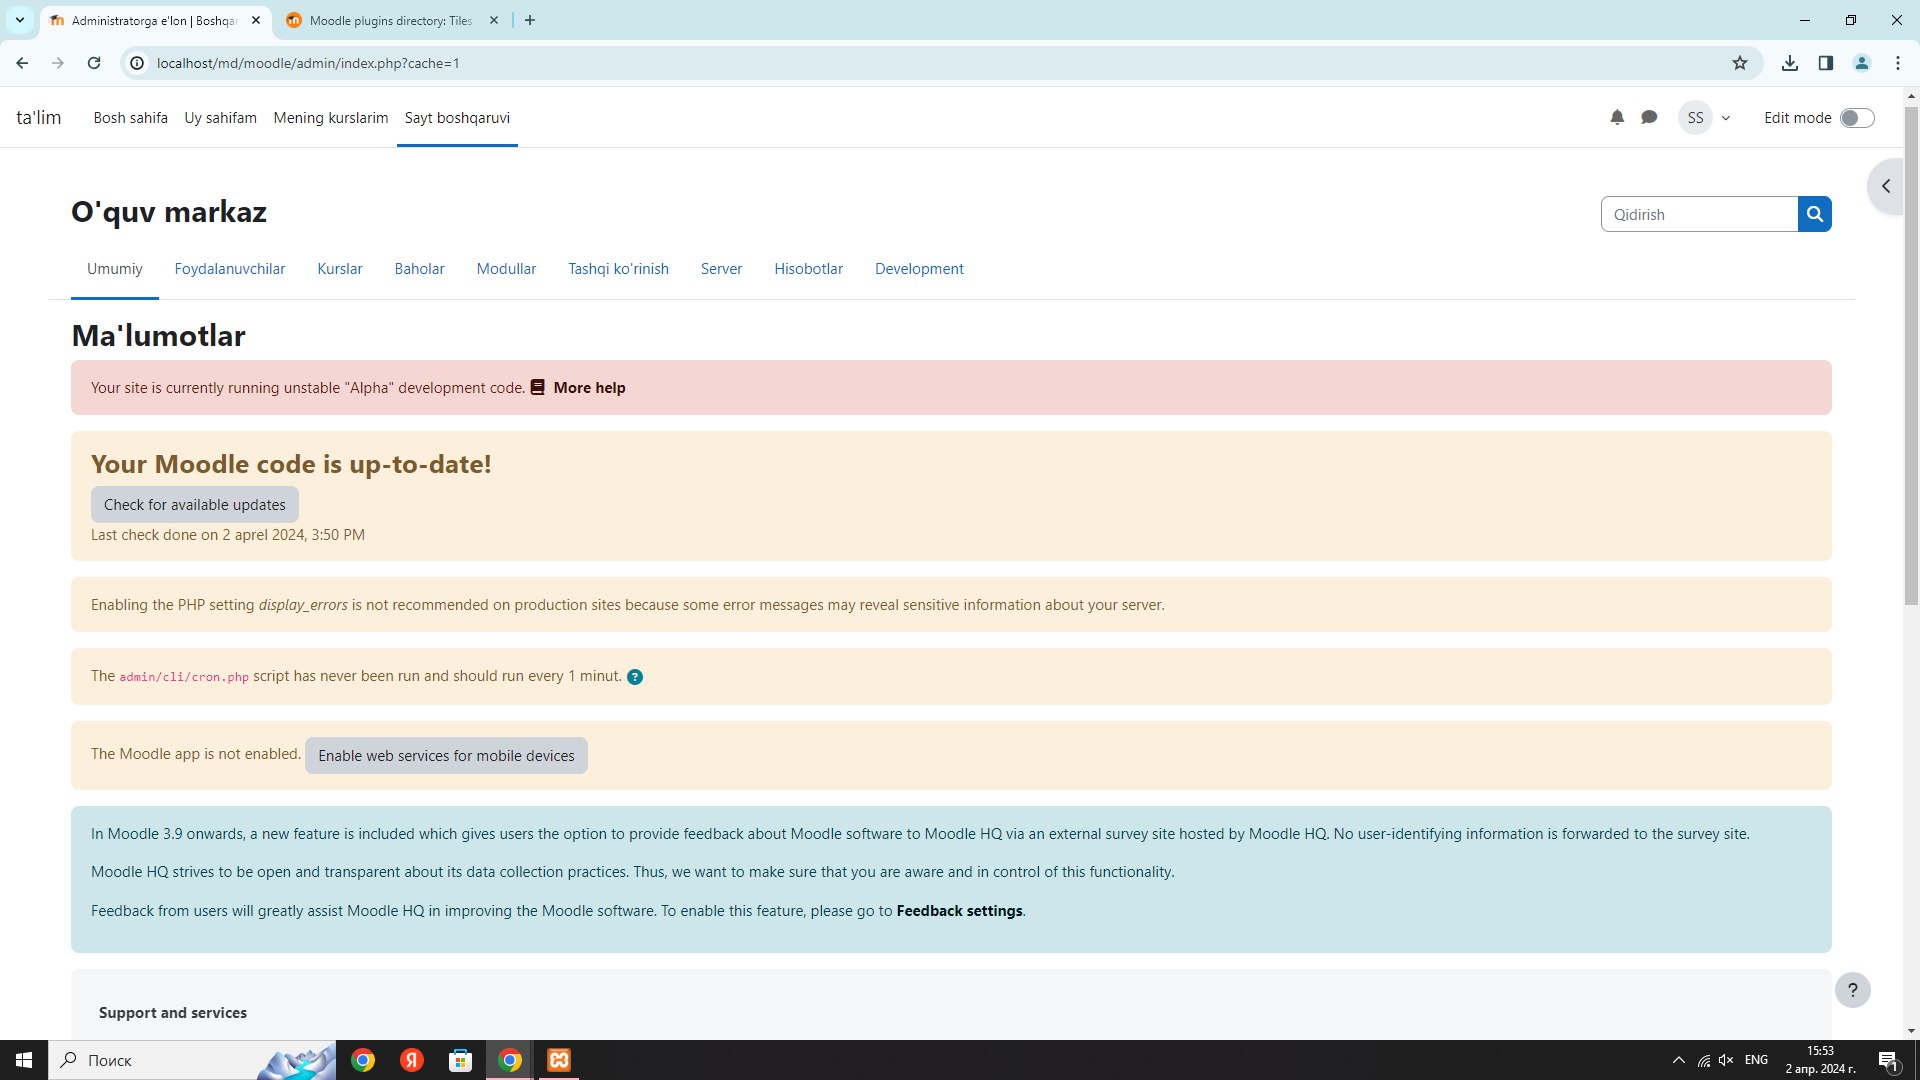 Administratorga e'lon | Boshqar
Moodle plugins directory: Tiles
localhost/md/moodle/admin/index.php?cache=1
ta'lim Bosh sahifa Uy sahifam Mening kurslarim Sayt boshqaruvi SS Edit mode
O'quv markaz
Qidirish
Umumiy Foydalanuvchilar Kurslar Baholar Modullar Tashqi ko'rinish Server Hisobotlar Development
Ma'lumotlar
Your site is currently running unstable "Alpha" development code. More help
Your Moodle code is up-to-date!
Check for available updates
Last check done on 2 aprel 2024, 3:50 PM
Enabling the PHP setting display_errors is not recommended on production sites because some error messages may reveal sensitive information about your server.
The admin/cli/cron.php script has never been run and should run every 1 minut. ?
The Moodle app is not enabled. Enable web services for mobile devices
In Moodle 3.9 onwards, a new feature is included which gives users the option to provide feedback about Moodle software to Moodle HQ via an external survey site hosted by Moodle HQ. No user-identifying information is forwarded to the survey site.
Moodle HQ strives to be open and transparent about its data collection practices. Thus, we want to make sure that you are aware and in control of this functionality.
Feedback from users will greatly assist Moodle HQ in improving the Moodle software. To enable this feature, please go to Feedback settings.
?
Support and services
Поиск
Я
ENG
15:53
2 апр. 2024 г.
1